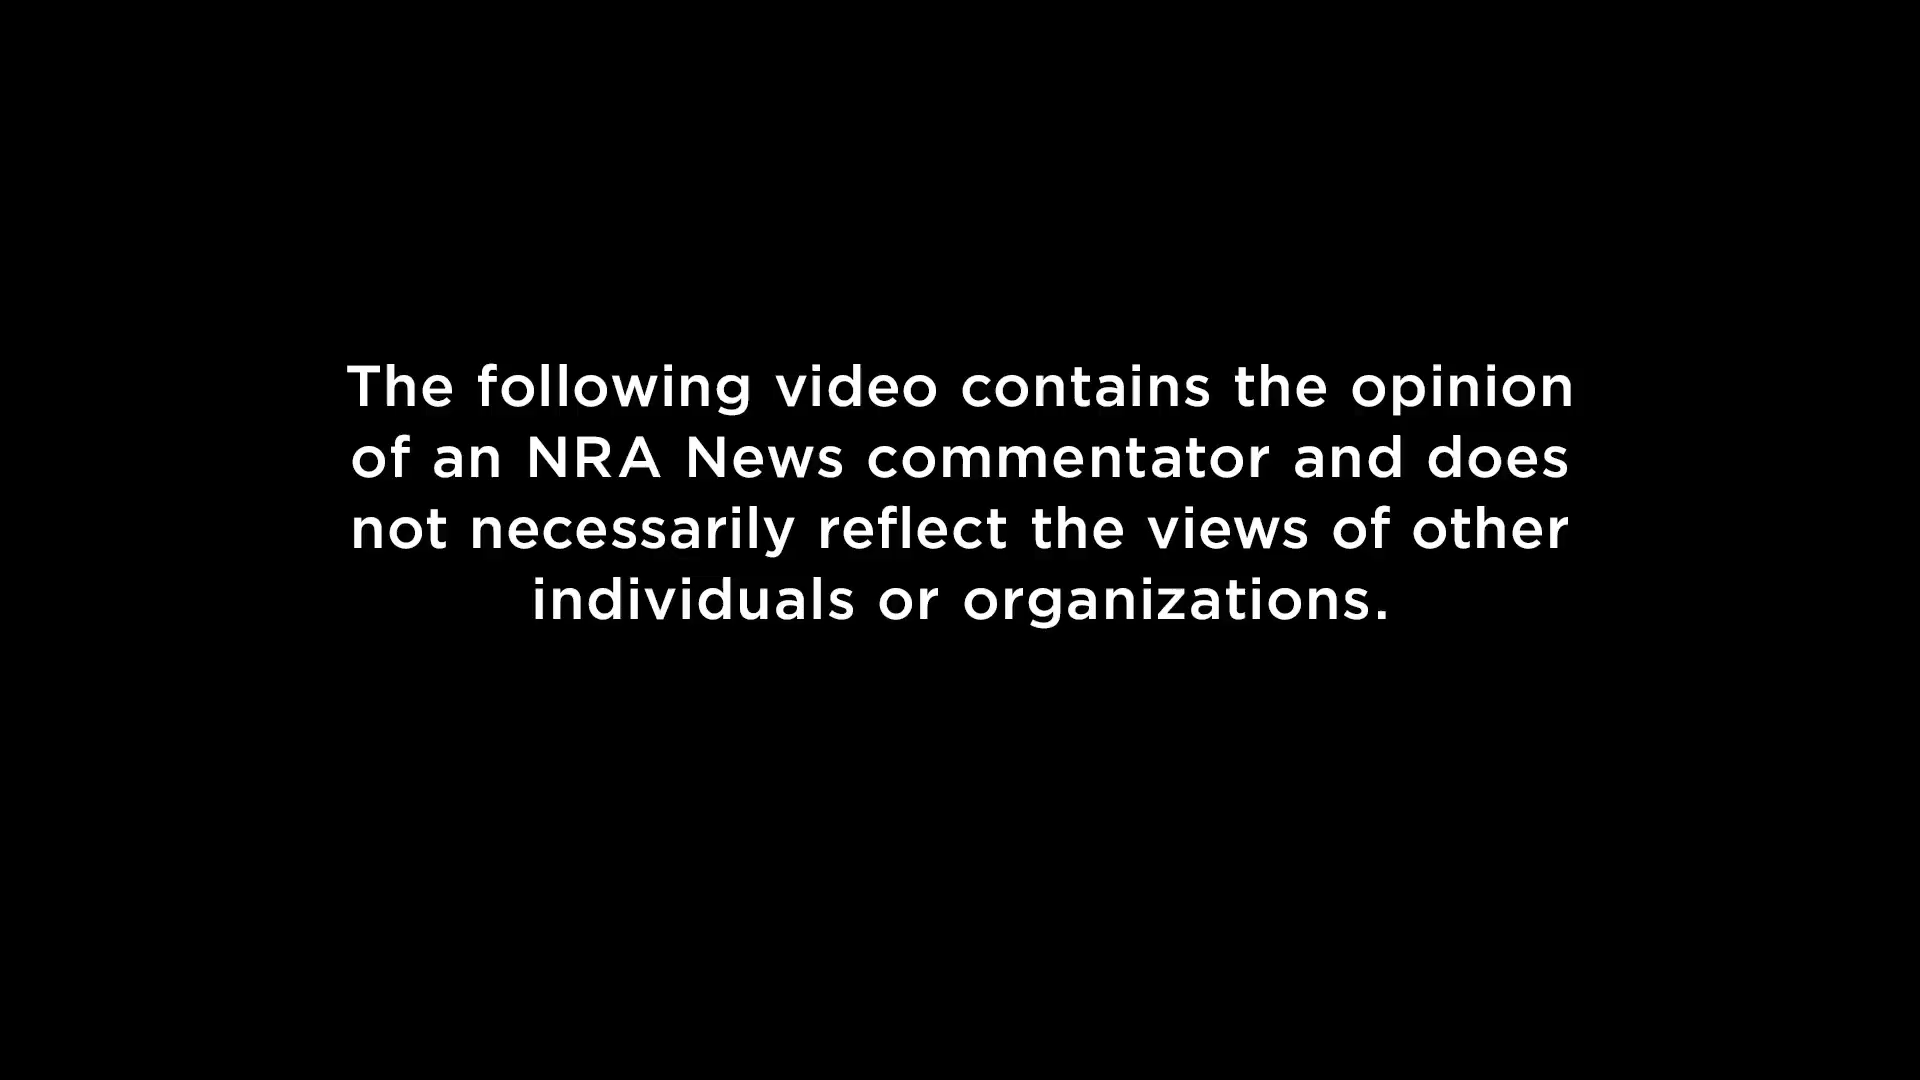 The following video contains the opinion
of an NRA News commentator and does
not necessarily reflect the views of other
individuals or organizations.